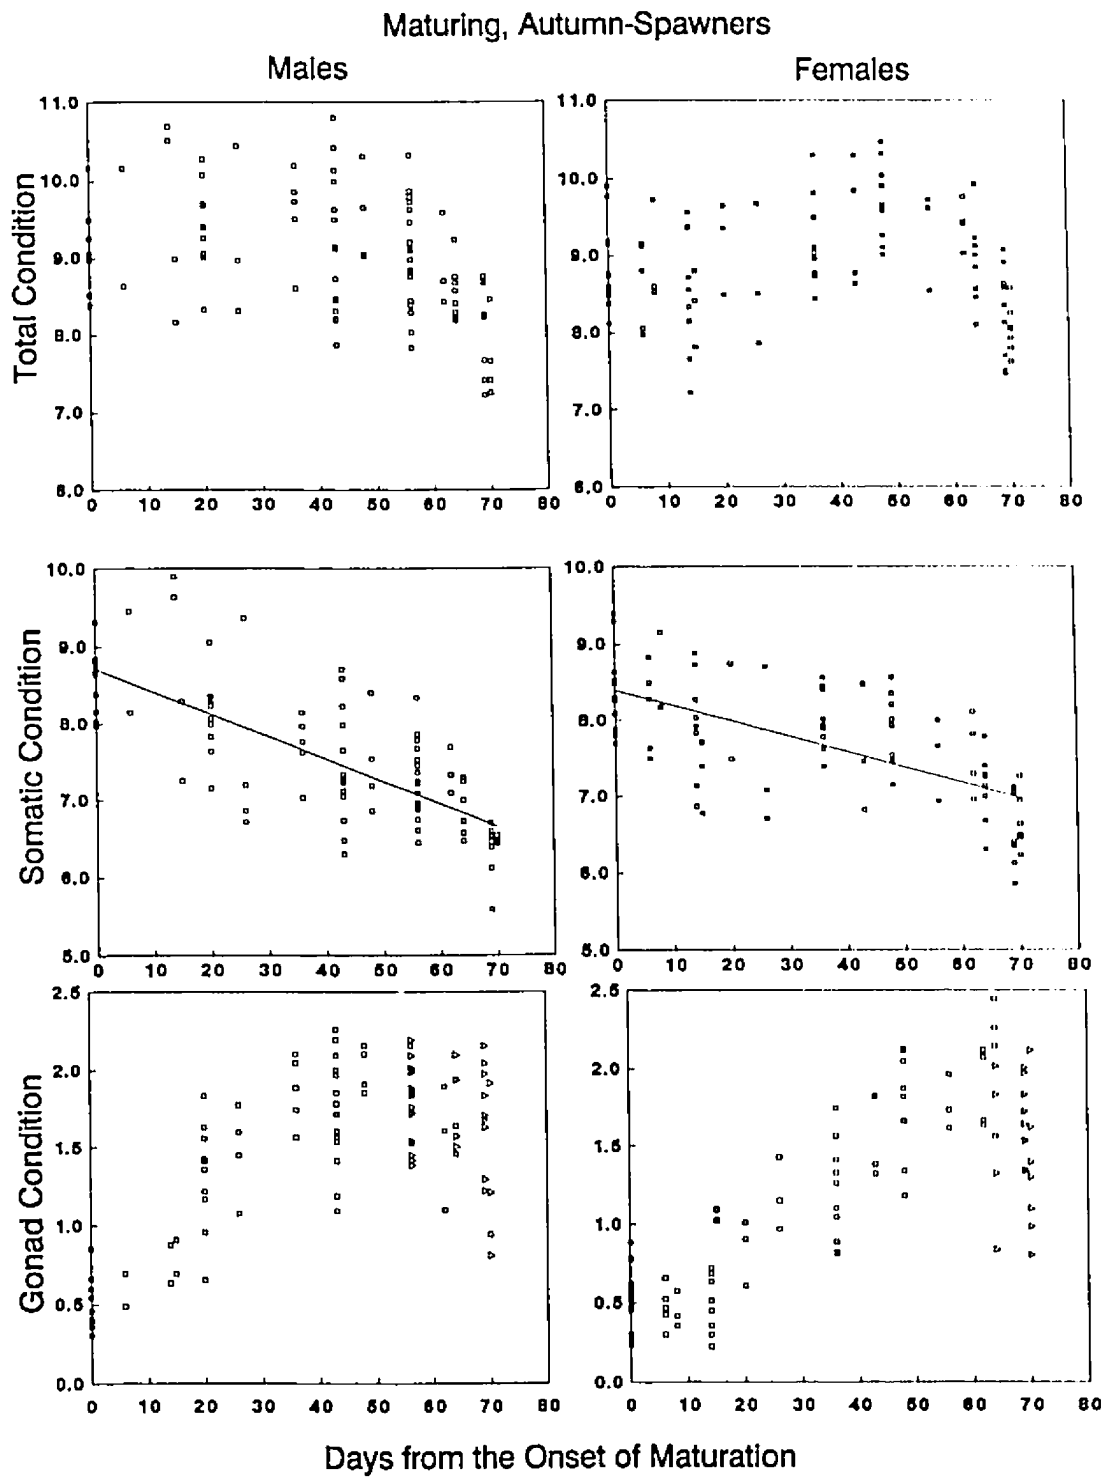 Maturing, Autumn-Spawners
Males
Females
Total Condition
11.0
10.0
9.0
8.0
7.0
6.0
0 10 20 30 40 50 60 70 80
11.0
10.0
9.0
8.0
7.0
6.0
0 10 20 30 40 50 60 70 80
Somatic Condition
10.0
9.0
8.0
7.0
6.0
5.0
0 10 20 30 40 50 60 70 80
10.0
9.0
8.0
7.0
6.0
5.0
0 10 20 30 40 50 60 70 80
Gonad Condition
2.5
2.0
1.5
1.0
0.5
0.0
0 10 20 30 40 50 60 70 80
2.5
2.0
1.5
1.0
0.5
0.0
0 10 20 30 40 50 60 70 80
Days from the Onset of Maturation